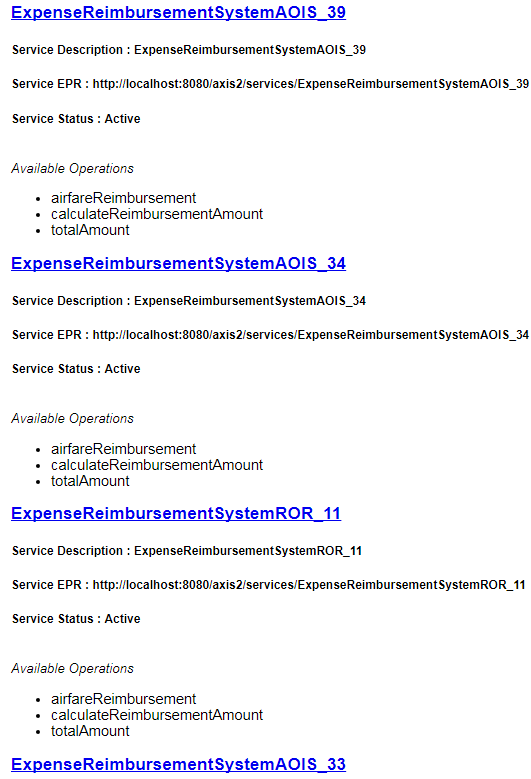 ExpenseReimbursementSystemAOIS_39
Service Description : ExpenseReimbursementSystemAOIS_39
Service EPR : http://localhost:8080/axis2/services/ExpenseReimbursementSystemAOIS_39
Service Status : Active
Available Operations
• airfareReimbursement
• calculateReimbursementAmount
• totalAmount
ExpenseReimbursementSystemAOIS_34
Service Description : ExpenseReimbursementSystemAOIS_34
Service EPR : http://localhost:8080/axis2/services/ExpenseReimbursementSystemAOIS_34
Service Status : Active
Available Operations
• airfareReimbursement
• calculateReimbursementAmount
• totalAmount
ExpenseReimbursementSystemROR_11
Service Description : ExpenseReimbursementSystemROR_11
Service EPR : http://localhost:8080/axis2/services/ExpenseReimbursementSystemROR_11
Service Status : Active
Available Operations
• airfareReimbursement
• calculateReimbursementAmount
• totalAmount
ExpenseReimbursementSystemAOIS_33